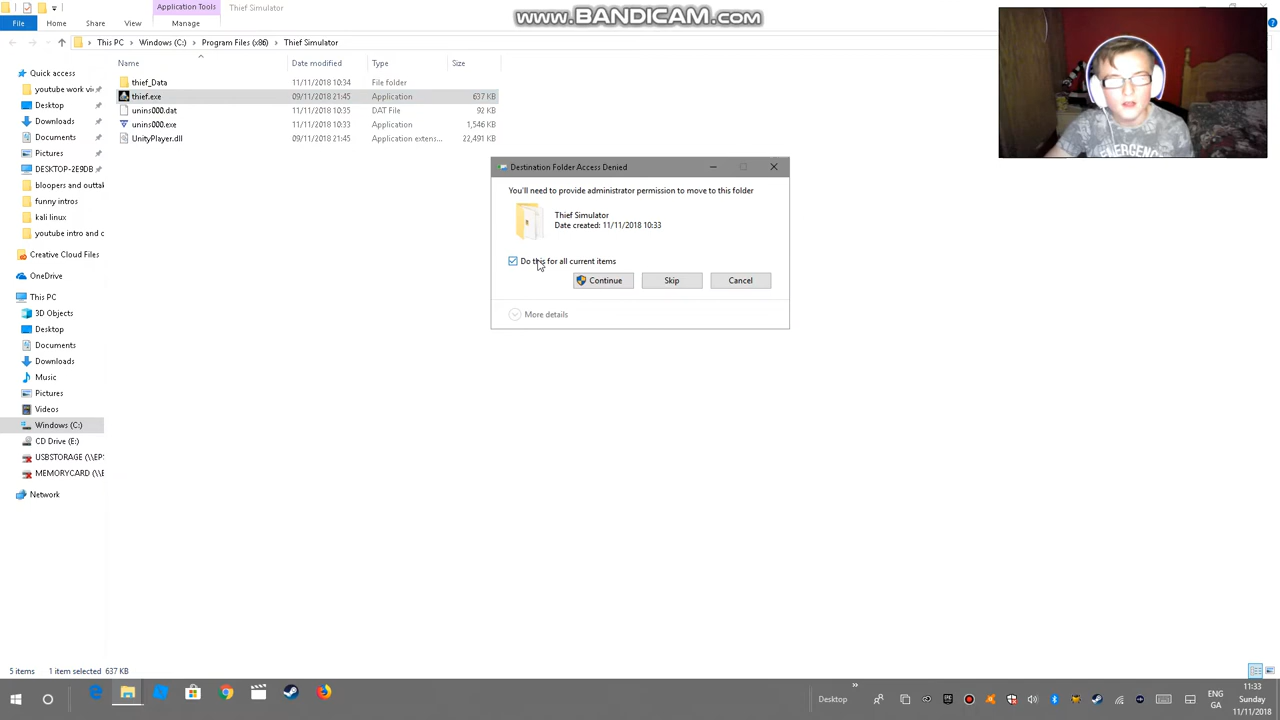 www.BANDICAM.com
Application Tools
Thief Simulator
File
Home
Share
View
Manage
This PC
Windows (C:)
Program Files (x86)
Thief Simulator
Name
Date modified
Type
Size
thief_Data
11/11/2018 10:34
File folder
thief.exe
09/11/2018 21:45
Application
637 KB
unins000.dat
11/11/2018 10:35
DAT File
92 KB
unins000.exe
11/11/2018 10:33
Application
1,546 KB
UnityPlayer.dll
09/11/2018 21:45
Application extens...
22,491 KB
Quick access
youtube work vi
Desktop
Downloads
Documents
Pictures
DESKTOP-2E9DB
bloopers and outta
funny intros
kali linux
youtube intro and c
Creative Cloud Files
OneDrive
This PC
3D Objects
Desktop
Documents
Downloads
Music
Pictures
Videos
Windows (C:)
CD Drive (E:)
USBSTORAGE (\\EP
MEMORYCARD (\\E
Network
Destination Folder Access Denied
You'll need to provide administrator permission to move to this folder
Thief Simulator
Date created: 11/11/2018 10:33
Do this for all current items
Continue
Skip
Cancel
More details
EMERGENC
5 items
1 item selected 637 KB
Desktop
ENG
GA
11:33
Sunday
11/11/2018